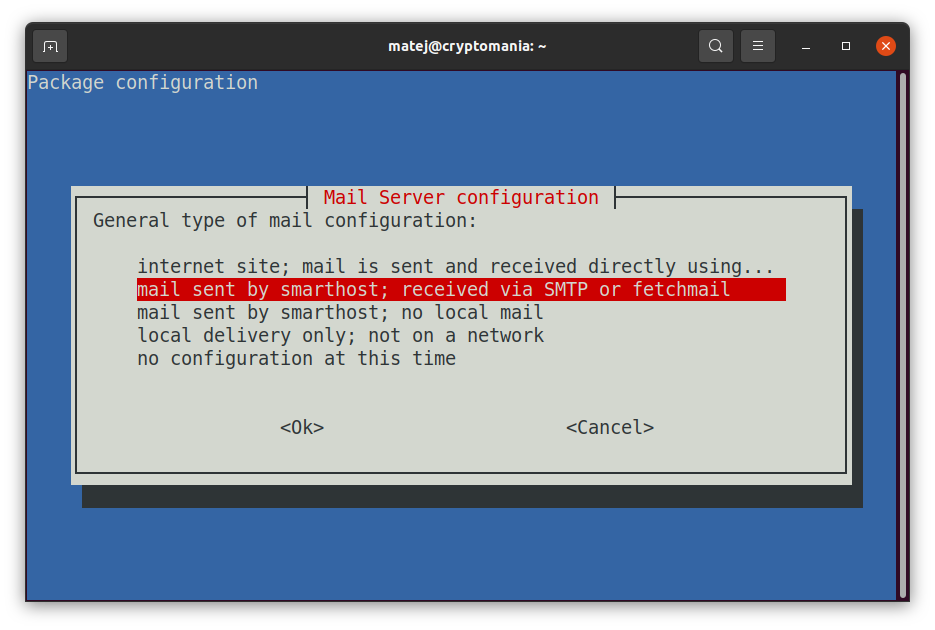 matej@cryptomania: ~
Package configuration
Mail Server configuration
General type of mail configuration:
internet site; mail is sent and received directly using...
mail sent by smarthost; received via SMTP or fetchmail
mail sent by smarthost; no local mail
local delivery only; not on a network
no configuration at this time
<Ok> <Cancel>